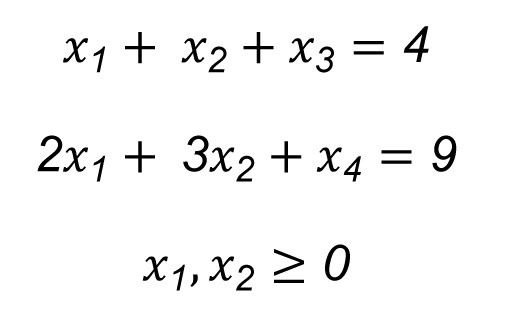 x₁ + x₂ + x₃ = 4
2x₁ + 3x₂ + x₄ = 9
x₁, x₂ ≥ 0